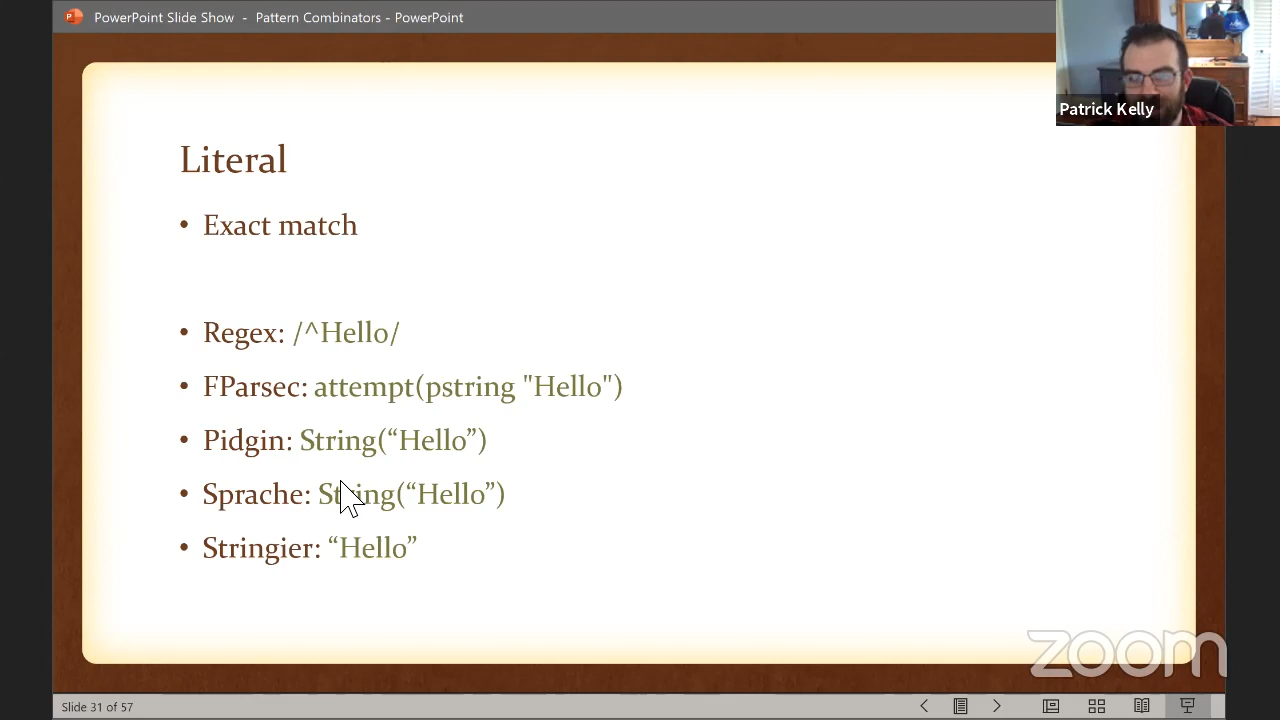 PowerPoint Slide Show - Pattern Combinators - PowerPoint
Patrick Kelly
Literal
• Exact match
• Regex: /^Hello/
• FParsec: attempt(pstring "Hello")
• Pidgin: String(“Hello”)
• Sprache: String(“Hello”)
• Stringier: “Hello”
zoom
Slide 31 of 57